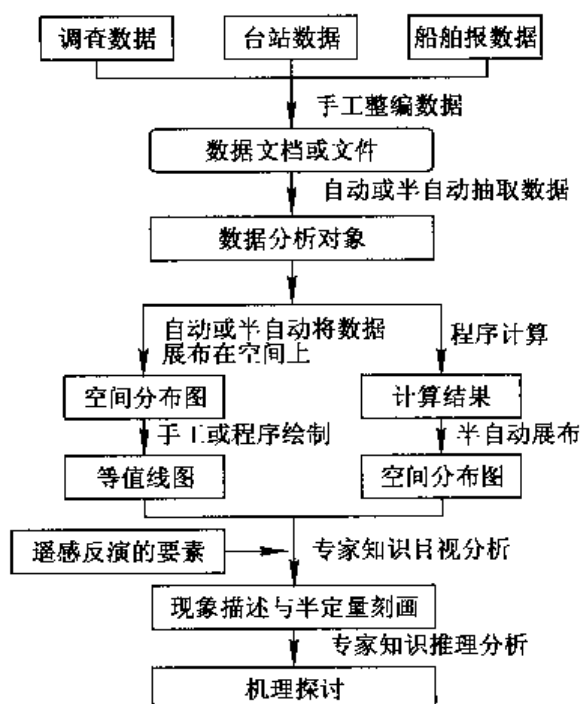 调查数据
台站数据
船舶报数据
手工整编数据
数据文档或文件
自动或半自动抽取数据
数据分析对象
自动或半自动将数据
展布在空间上
程序计算
空间分布图
计算结果
手工或程序绘制
半自动展布
等值线图
空间分布图
遥感反演的要素
专家知识目视分析
现象描述与半定量刻画
专家知识推理分析
机理探讨